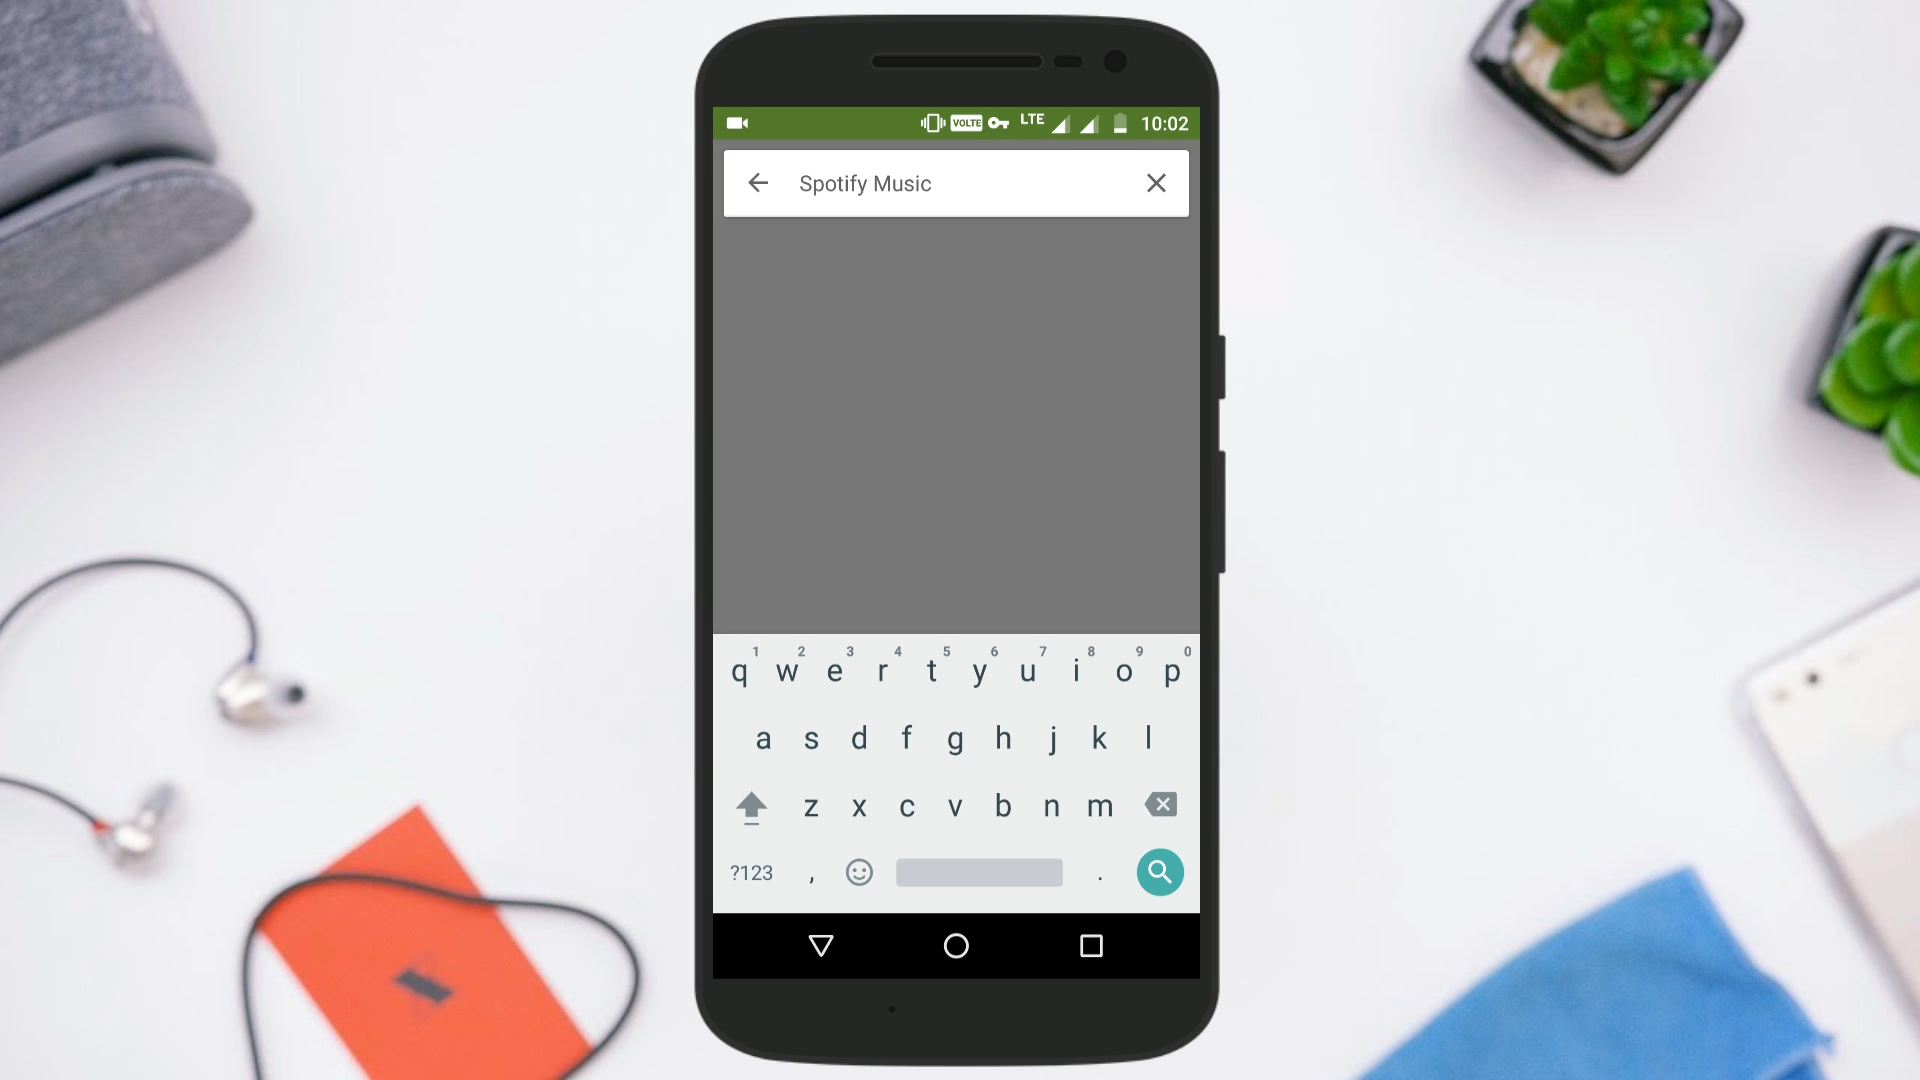 VOLTE LTE 10:02
Spotify Music
1 2 3 4 5 6 7 8 9 0
q w e r t y u i o p
a s d f g h j k l
z x c v b n m
?123 , .